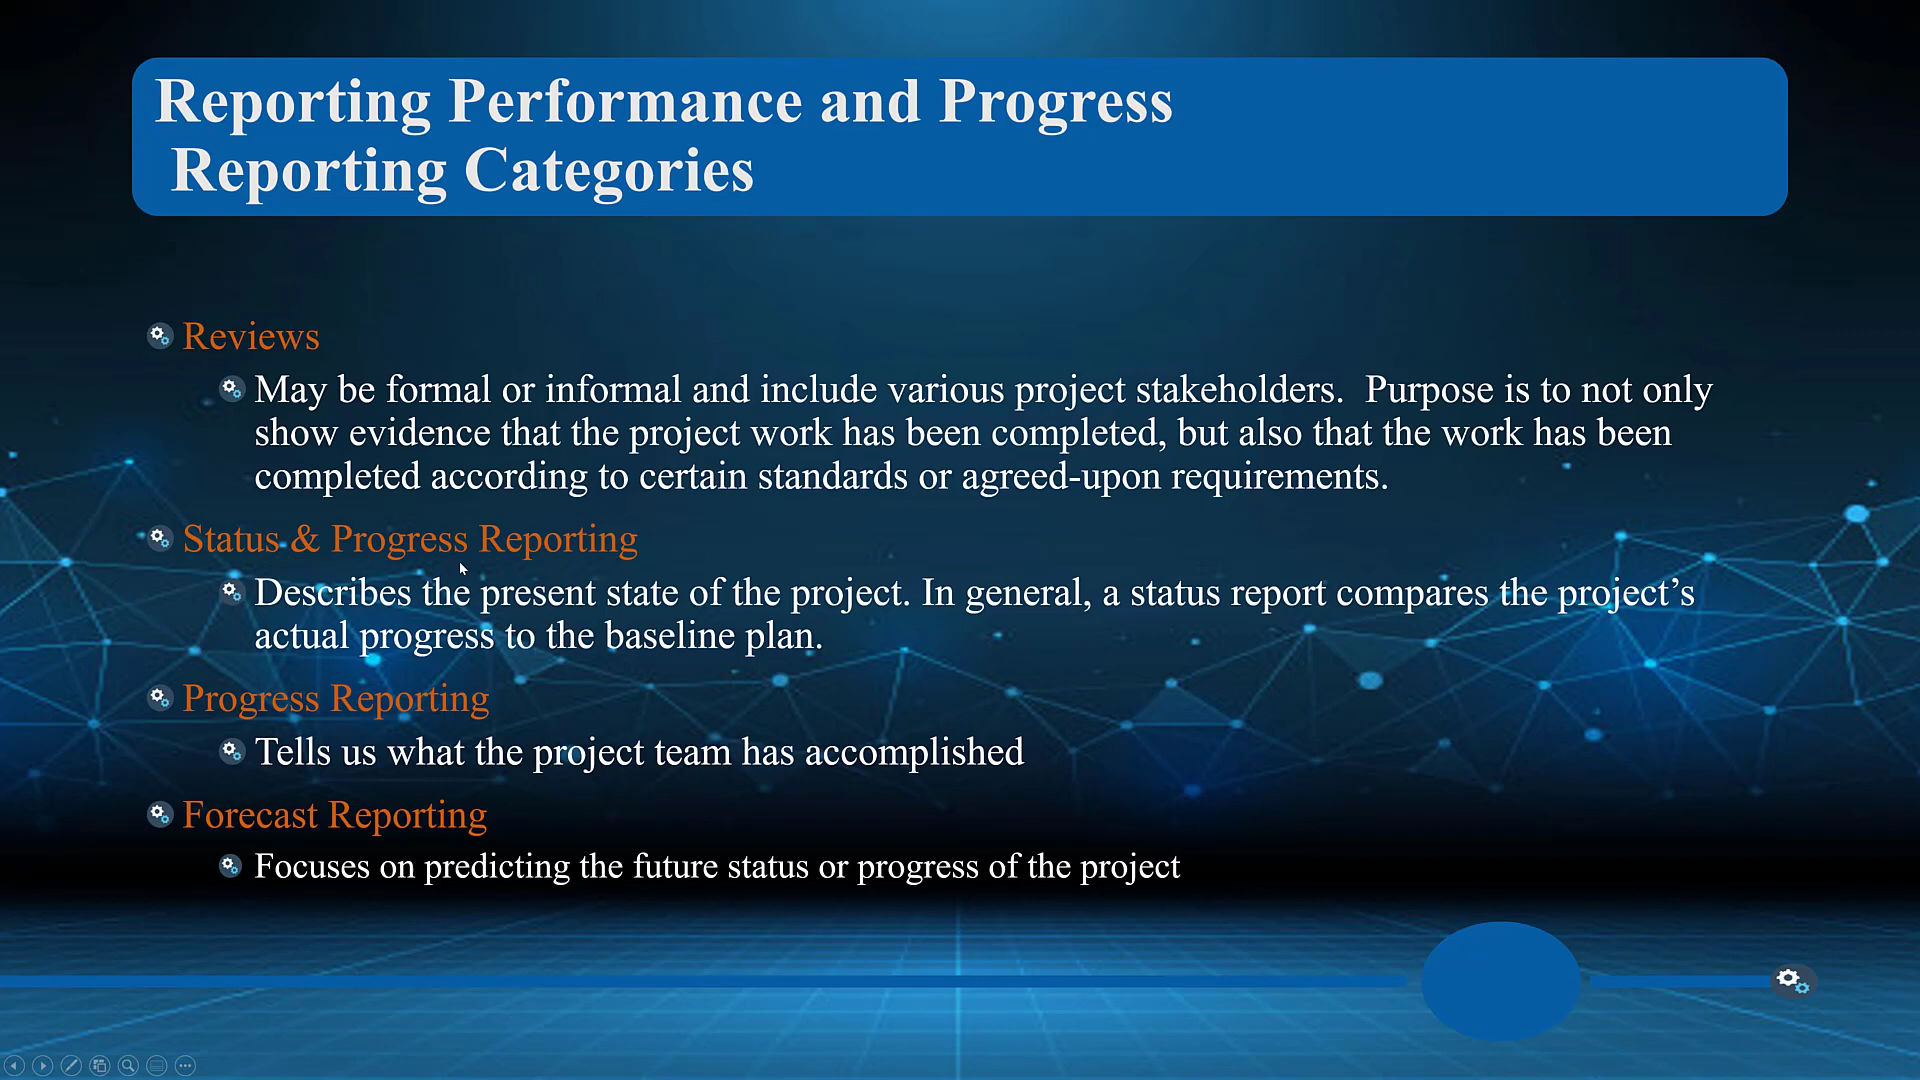 Reporting Performance and Progress
Reporting Categories
Reviews
May be formal or informal and include various project stakeholders.  Purpose is to not only
show evidence that the project work has been completed, but also that the work has been
completed according to certain standards or agreed-upon requirements.
Status & Progress Reporting
Describes the present state of the project. In general, a status report compares the project’s
actual progress to the baseline plan.
Progress Reporting
Tells us what the project team has accomplished
Forecast Reporting
Focuses on predicting the future status or progress of the project